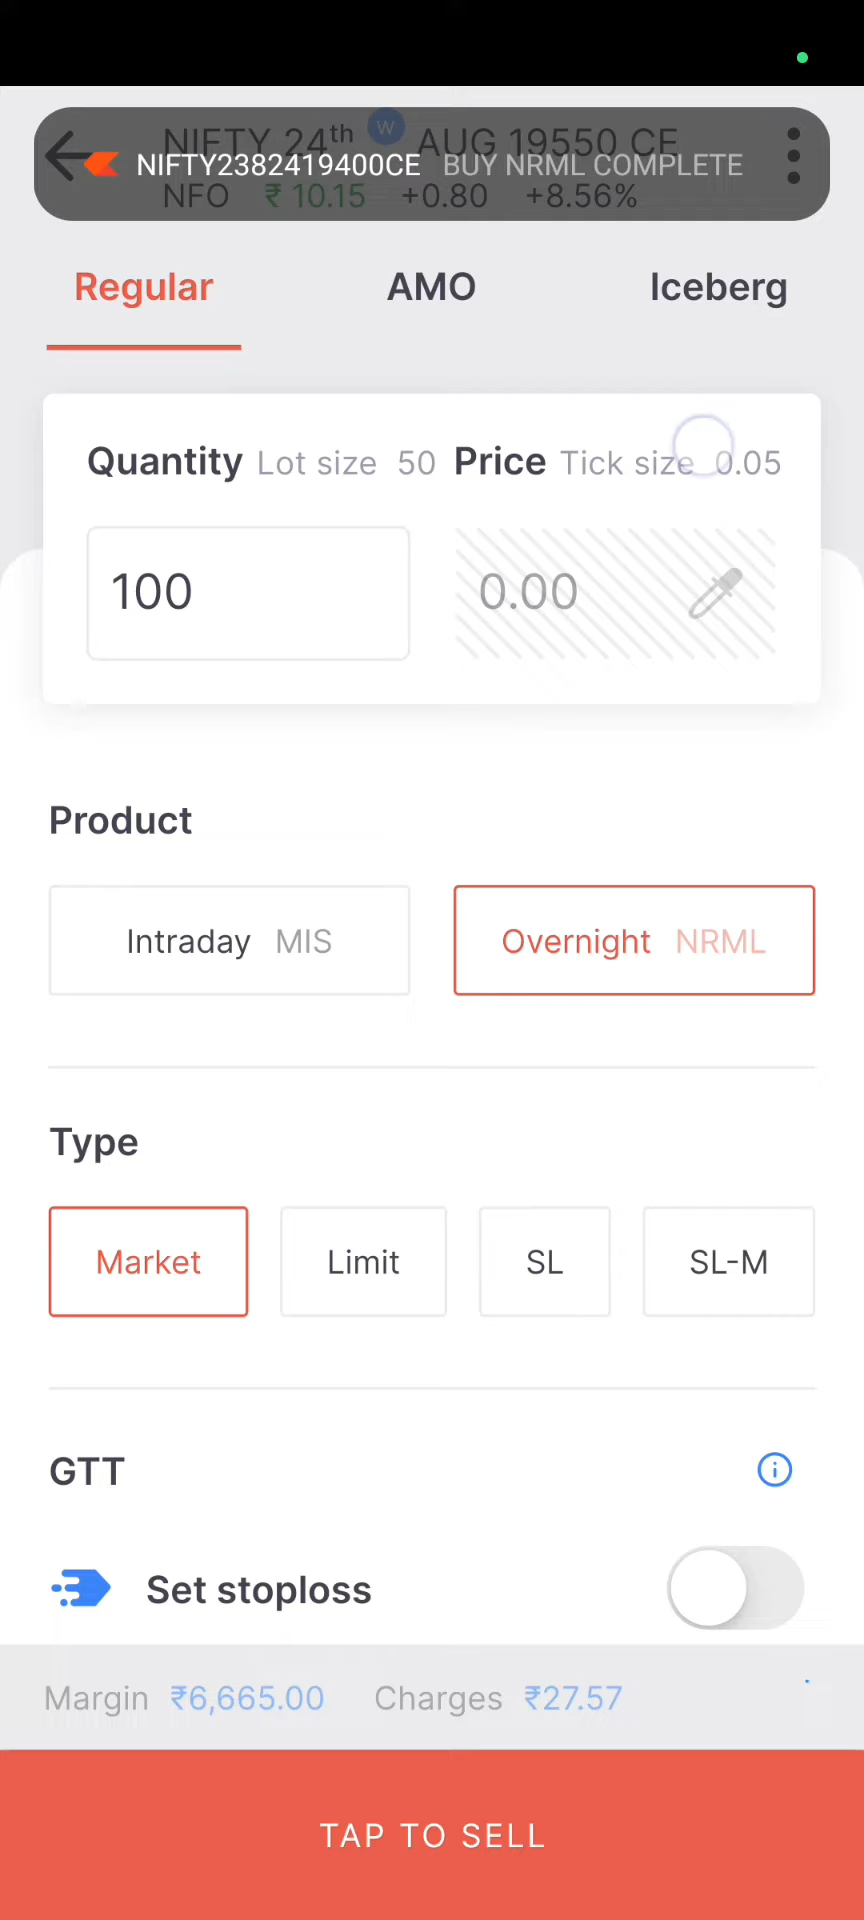 NIFTY 24th W AUG 19550 CE
NIFTY2382419400CE BUY NRML COMPLETE
NFO ₹ 10.15 +0.80 +8.56%
Regular AMO Iceberg
Quantity Lot size 50 Price Tick size 0.05
100 0.00
Product
Intraday MIS Overnight NRML
Type
Market Limit SL SL-M
GTT
Set stoploss
Margin ₹6,665.00 Charges ₹27.57
TAP TO SELL